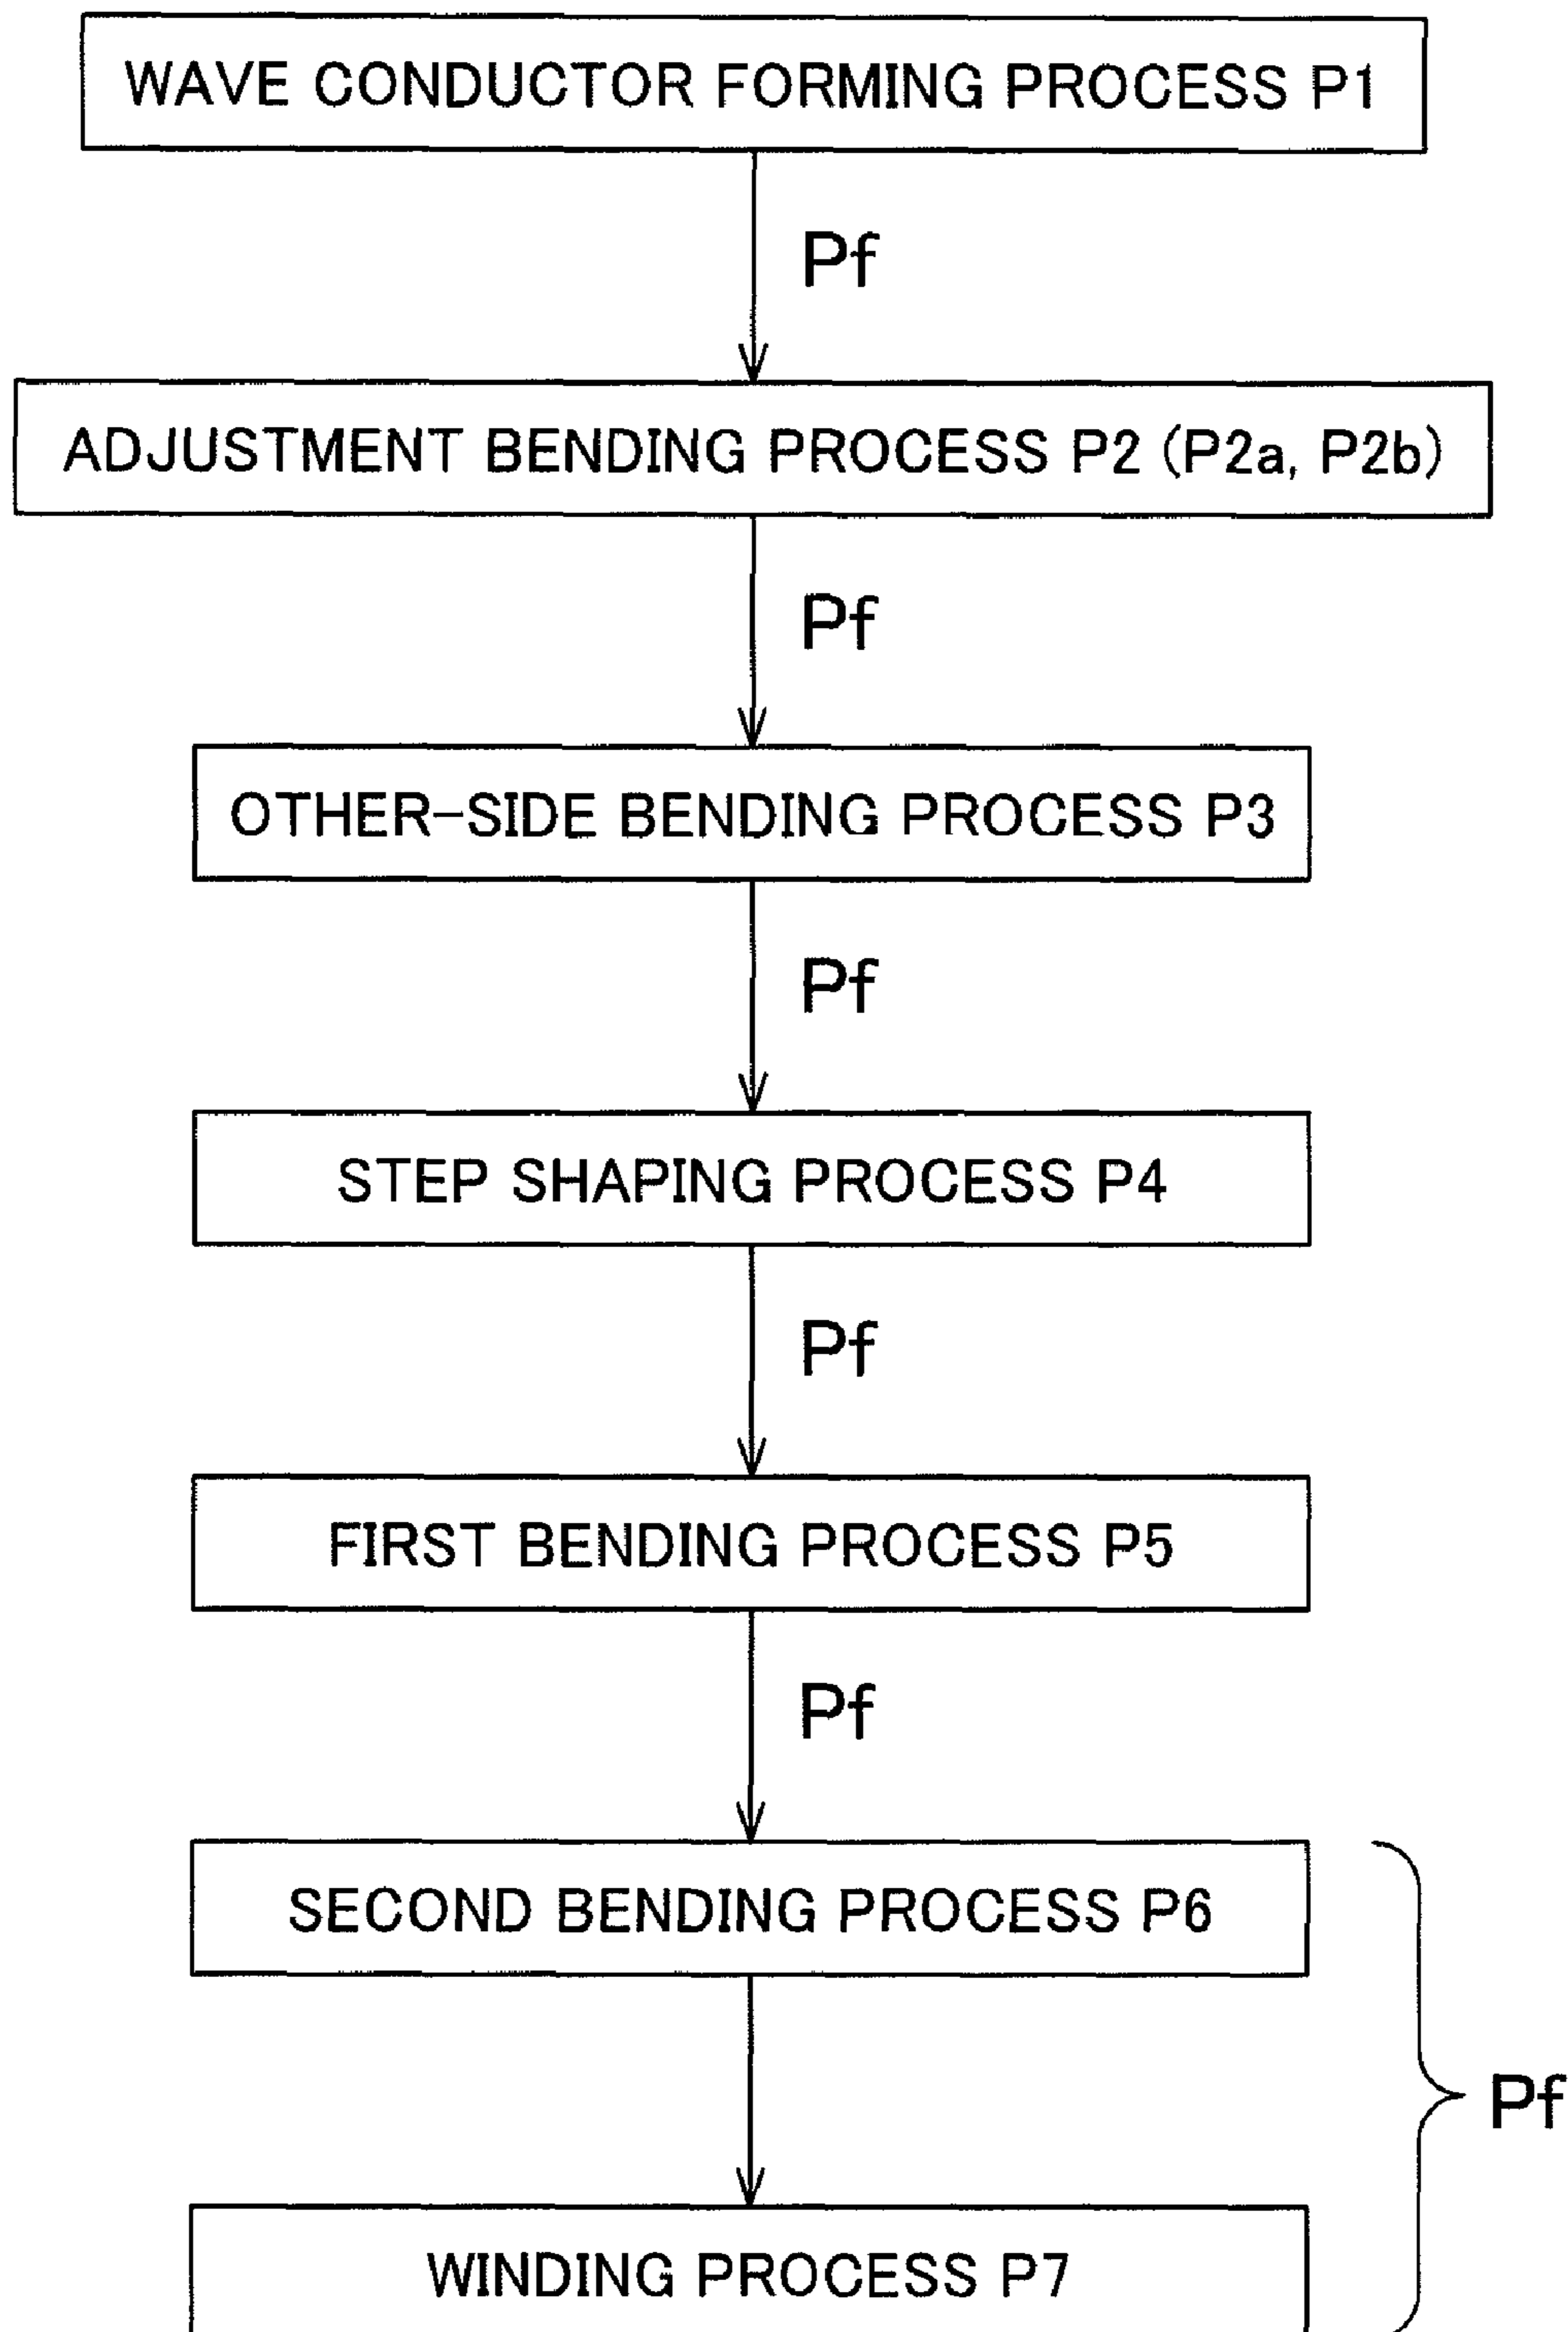 WAVE CONDUCTOR FORMING PROCESS P1
Pf
ADJUSTMENT BENDING PROCESS P2 (P2a, P2b)
Pf
OTHER-SIDE BENDING PROCESS P3
Pf
STEP SHAPING PROCESS P4
Pf
FIRST BENDING PROCESS P5
Pf
SECOND BENDING PROCESS P6
Pf
WINDING PROCESS P7